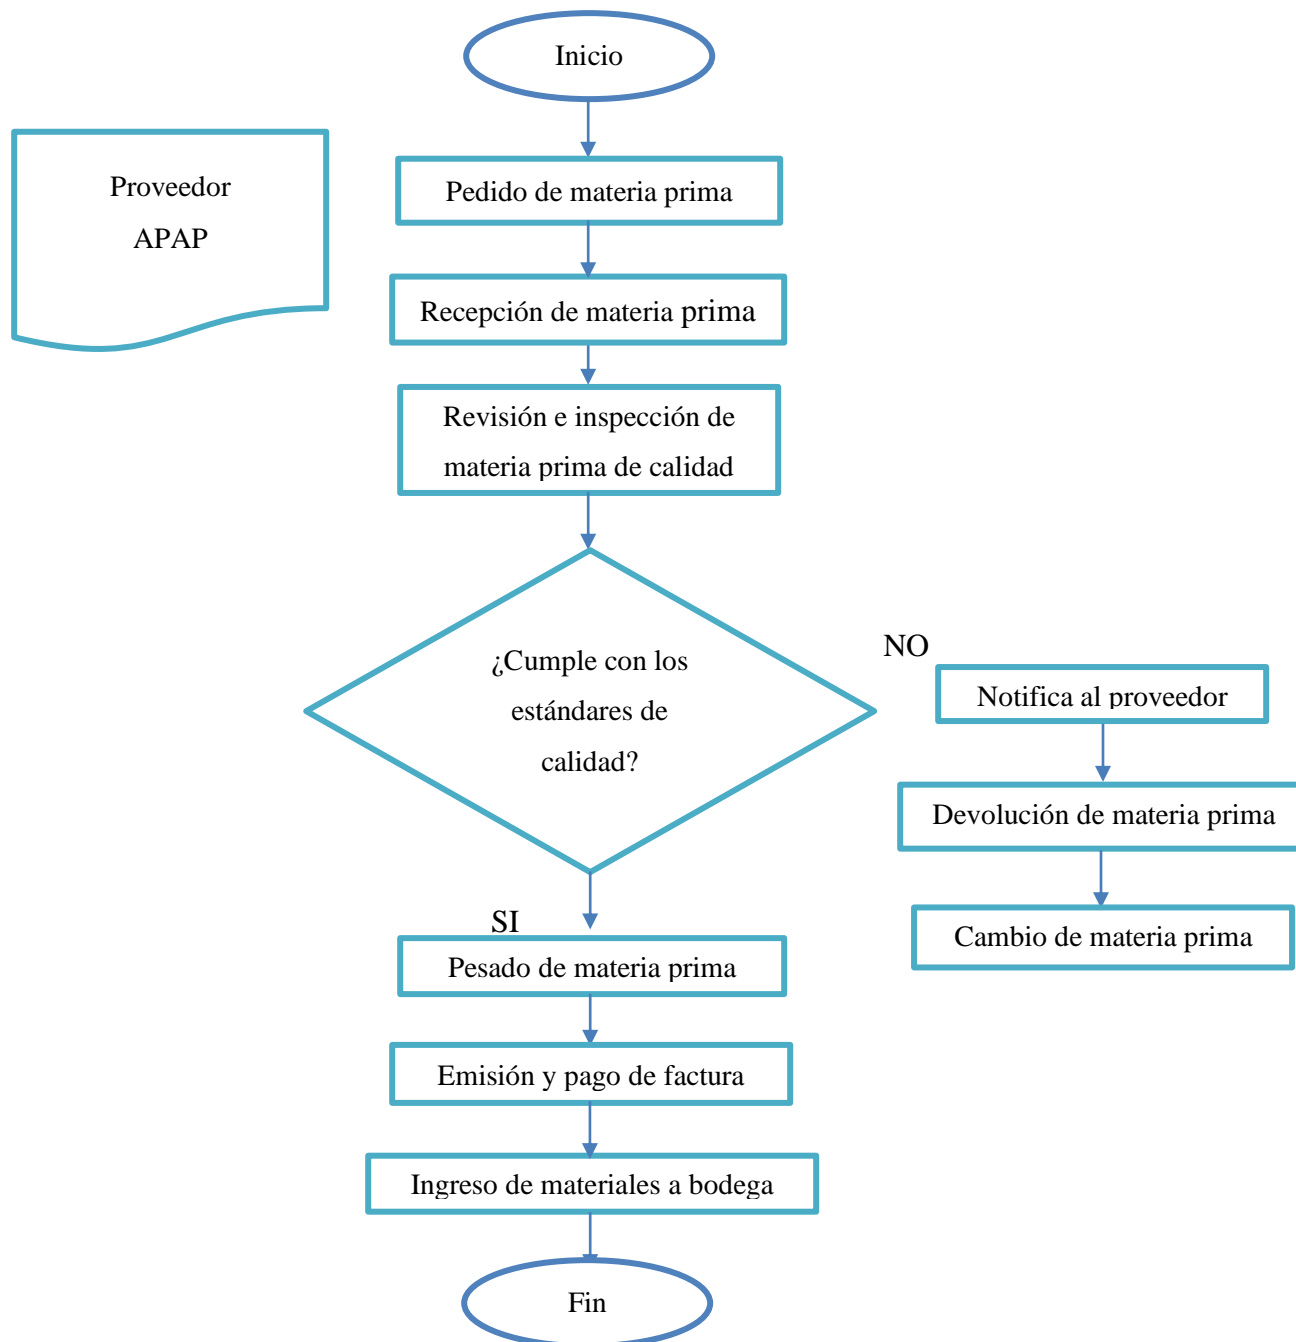 Inicio
Proveedor
APAP
Pedido de materia prima
Recepción de materia prima
Revisión e inspección de
materia prima de calidad
¿Cumple con los
estándares de
calidad?
NO
Notifica al proveedor
Devolución de materia prima
Cambio de materia prima
SI
Pesado de materia prima
Emisión y pago de factura
Ingreso de materiales a bodega
Fin